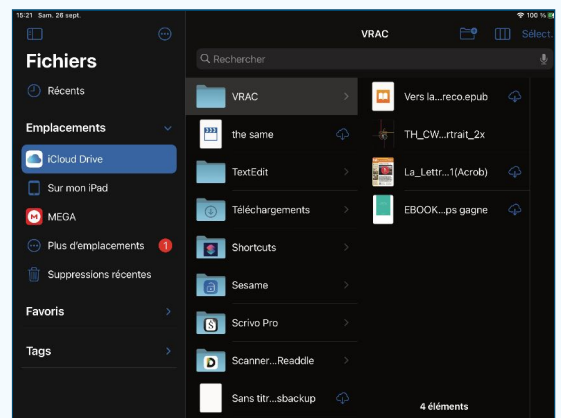 15:21 Sam. 26 sept.
100 %
VRAC
Sélect.
Fichiers
Rechercher
Récents
Emplacements
iCloud Drive
Sur mon iPad
MEGA
Plus d'emplacements
1
Suppressions récentes
Favoris
Tags
VRAC
the same
TextEdit
Téléchargements
Shortcuts
Sesame
Scrivo Pro
Scanner...Readdle
Sans titr...sbackup
Vers la...reco.epub
TH_CW...rtrait_2x
La_Lettr...1(Acrob)
EBOOK...ps gagne
4 éléments